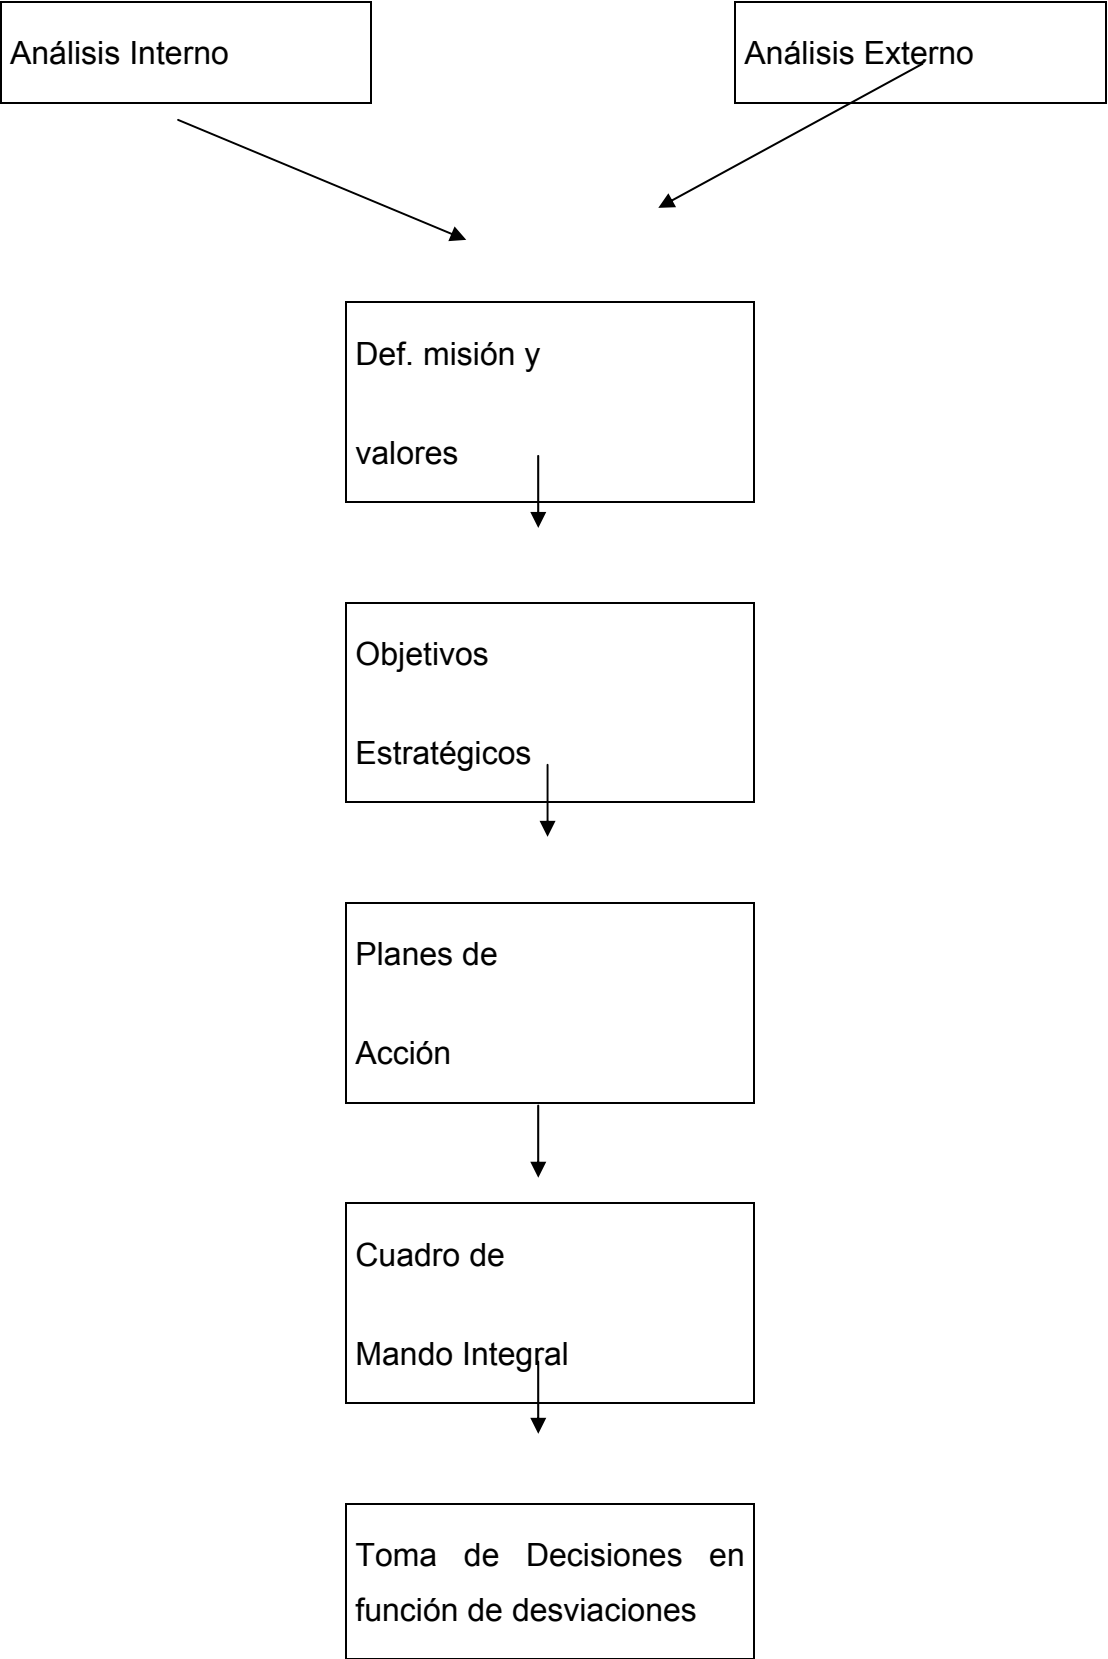 Análisis Interno
Análisis Externo
Def. misión y
valores
Objetivos
Estratégicos
Planes de
Acción
Cuadro de
Mando Integral
Toma de Decisiones en
función de desviaciones